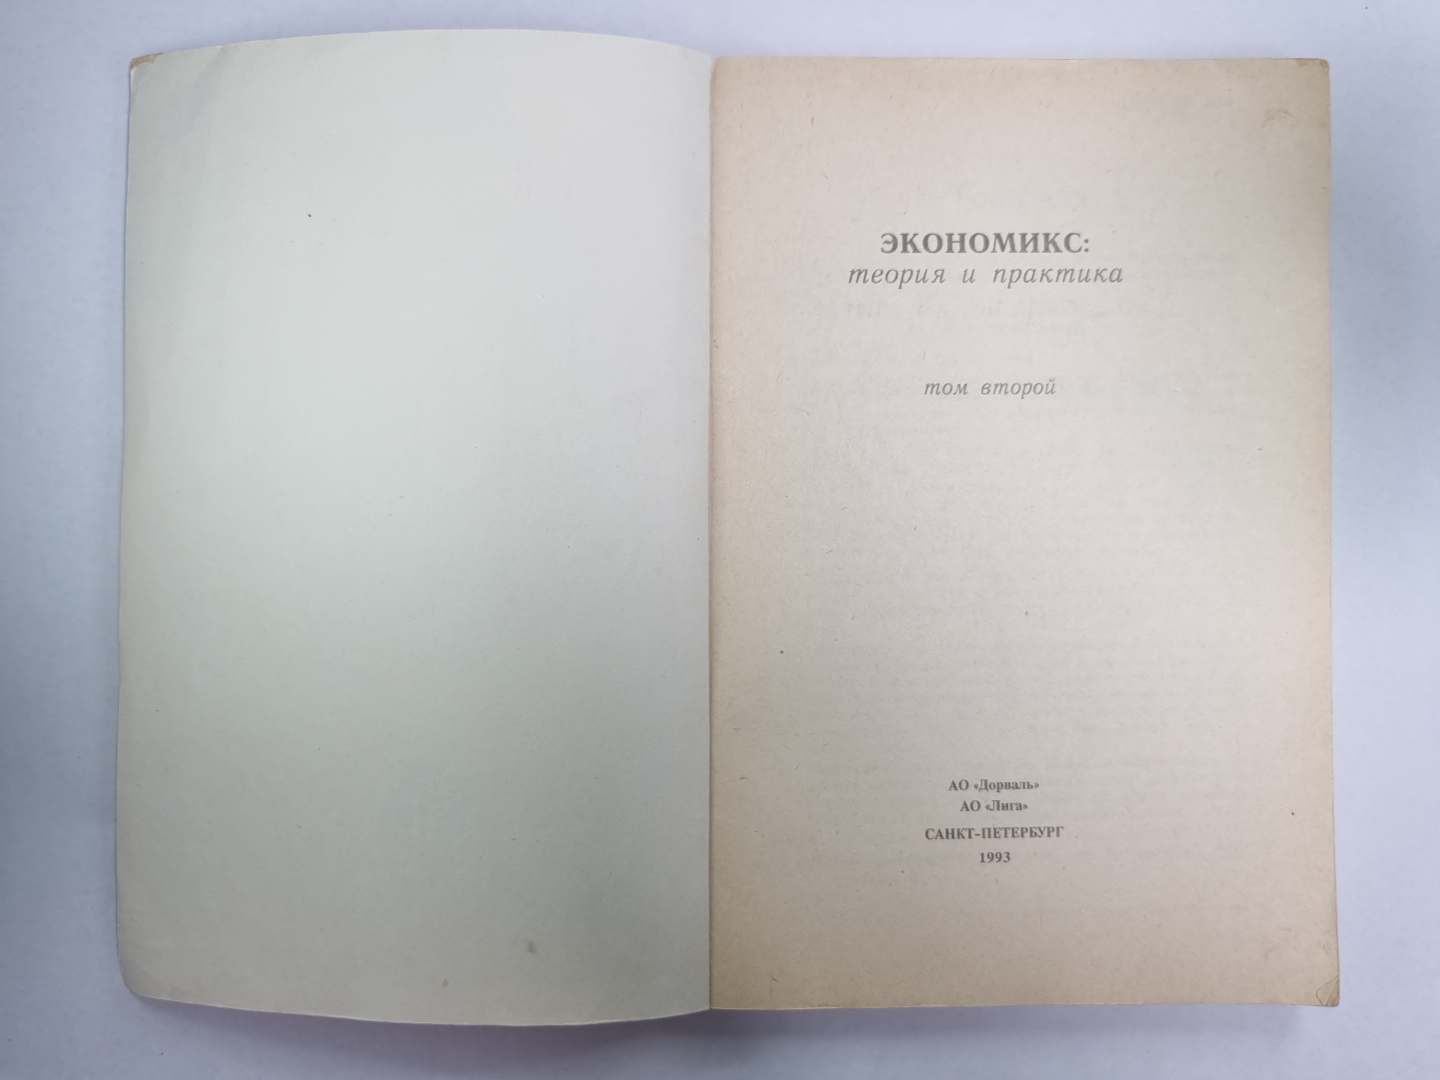 ЭКОНОМИКС:
теория и практика
том второй
АО «Дорваль»
АО «Лига»
САНКТ-ПЕТЕРБУРГ
1993